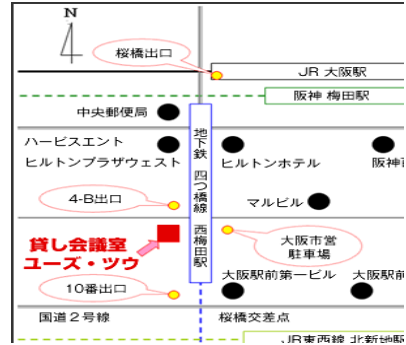 N
桜橋出口
JR 大阪駅
阪神 梅田駅
中央郵便局
ハービスエント
ヒルトンプラザウェスト
地下鉄 四つ橋線 西梅田駅
ヒルトンホテル
阪神百
4-B出口
マルビル
貸し会議室
ユーズ・ツウ
大阪市営
駐車場
10番出口
大阪駅前第一ビル
大阪駅前
国道2号線
桜橋交差点
JR東西線 北新地駅